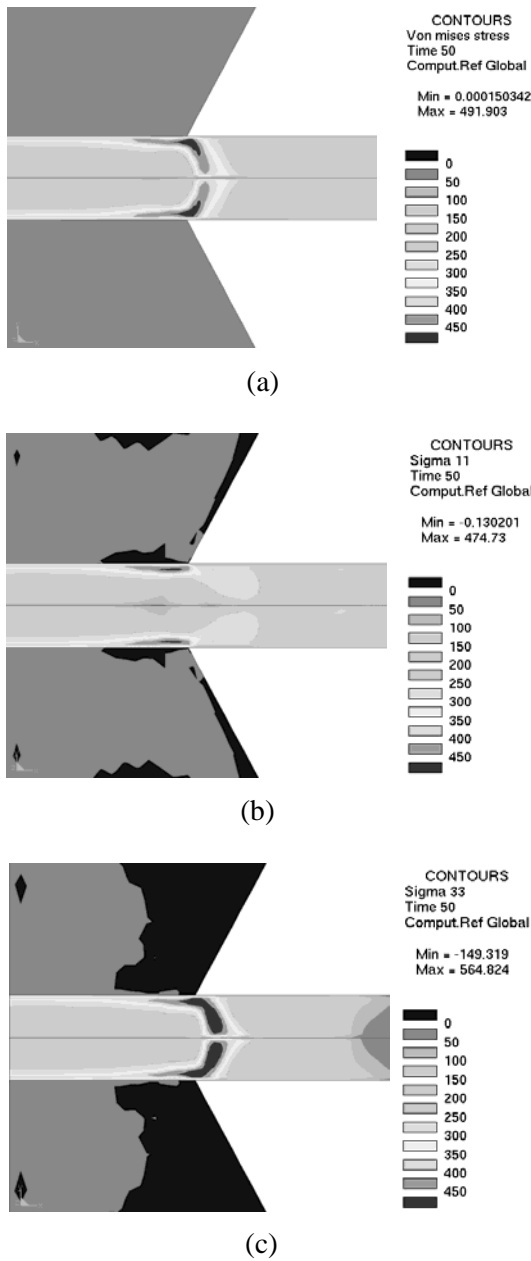 CONTOURS
Von mises stress
Time 50
Comput.Ref Global
Min = 0.000150342
Max = 491.903
0
50
100
150
200
250
300
350
400
450
(a)
CONTOURS
Sigma 11
Time 50
Comput.Ref Global
Min = -0.130201
Max = 474.73
0
50
100
150
200
250
300
350
400
450
(b)
CONTOURS
Sigma 33
Time 50
Comput.Ref Global
Min = -149.319
Max = 564.824
0
50
100
150
200
250
300
350
400
450
(c)